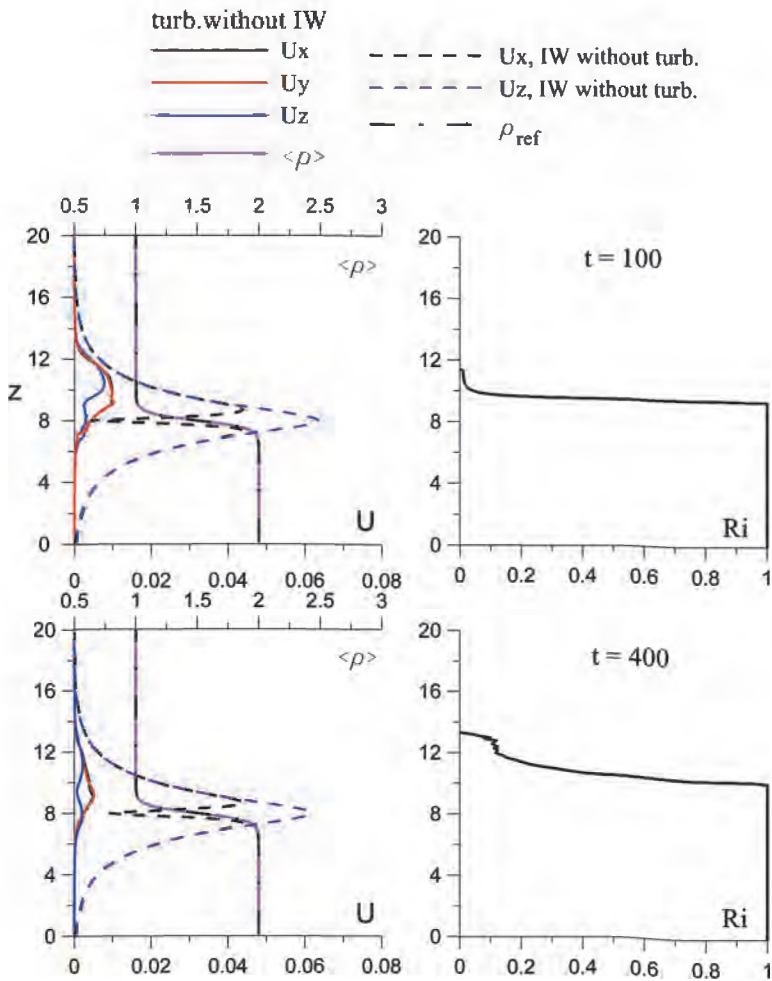 turb.without IW
Ux
Uy
Uz
<ρ>
Ux, IW without turb.
Uz, IW without turb.
ρref
0.5 1 1.5 2 2.5 3
20
16
12
8
4
0
z
<ρ>
U
0 0.02 0.04 0.06 0.08
20
16
12
8
4
0
t = 100
Ri
0 0.2 0.4 0.6 0.8 1
0.5 1 1.5 2 2.5 3
20
16
12
8
4
0
<ρ>
U
0 0.02 0.04 0.06 0.08
20
16
12
8
4
0
t = 400
Ri
0 0.2 0.4 0.6 0.8 1